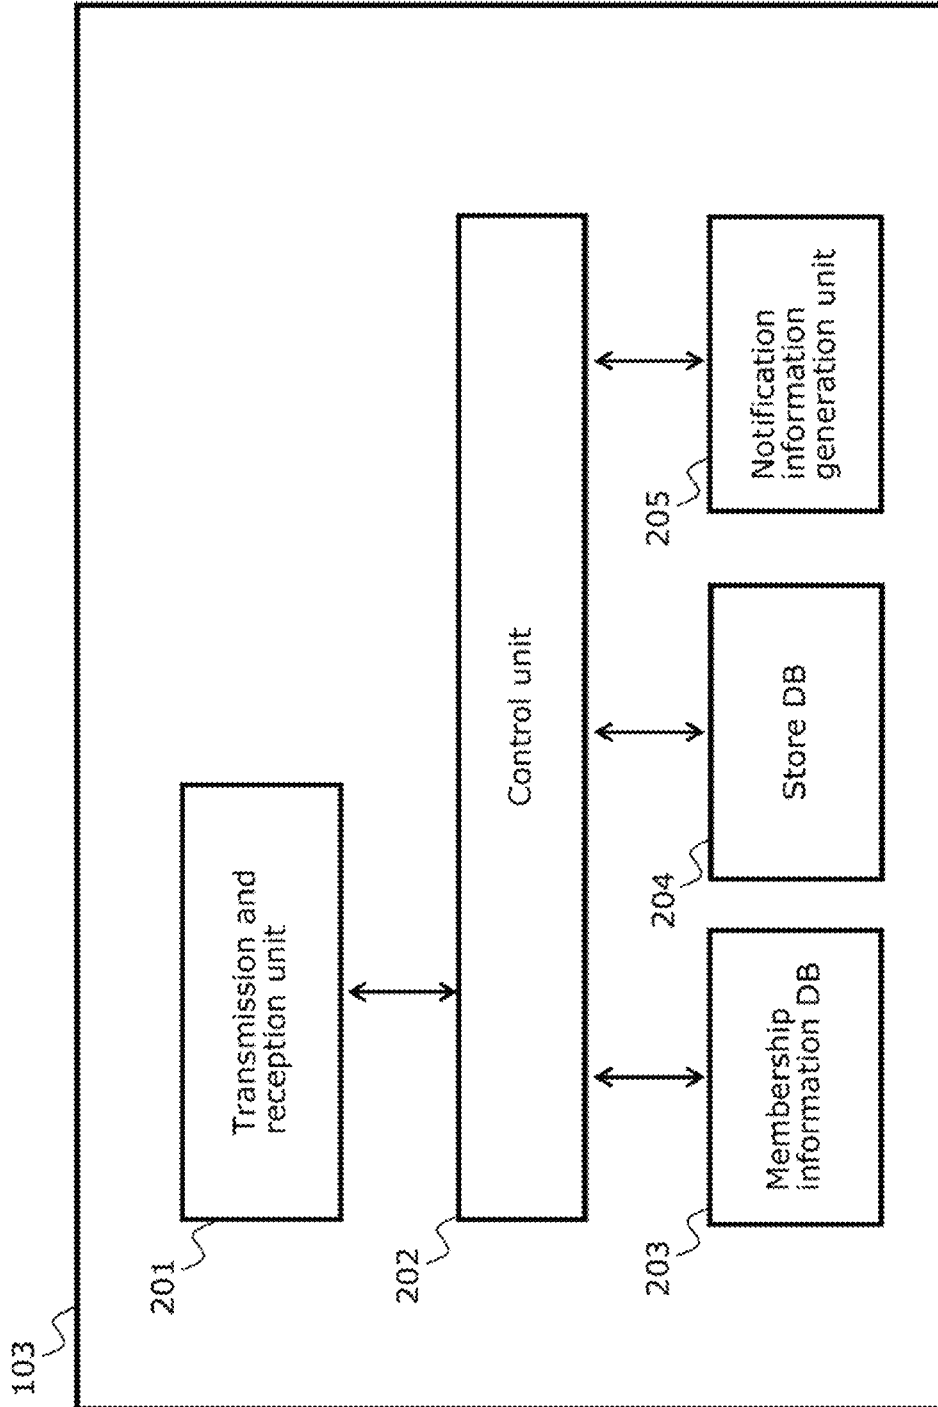 103
201
Transmission and
reception unit
202
Control unit
203
Membership
information DB
204
Store DB
205
Notification
information
generation unit